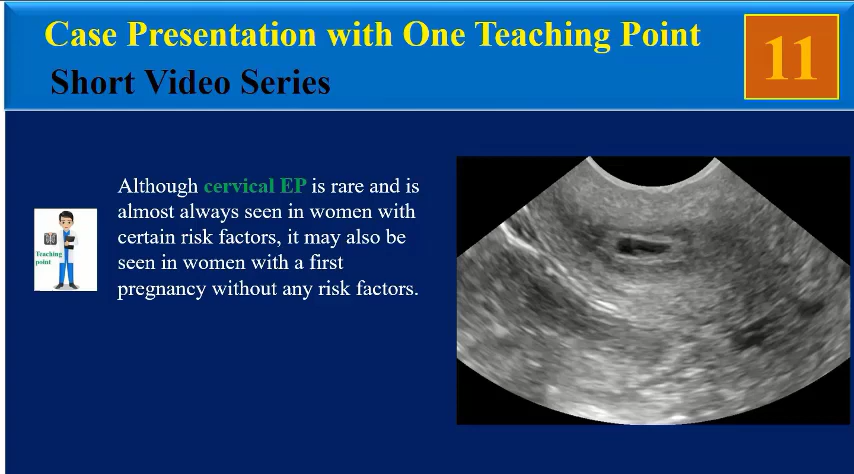 Case Presentation with One Teaching Point
Short Video Series
11
Although cervical EP is rare and is
almost always seen in women with
certain risk factors, it may also be
seen in women with a first
pregnancy without any risk factors.
Teaching
point